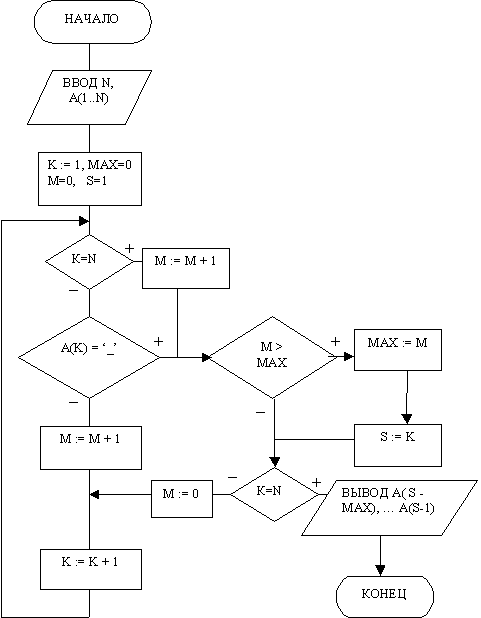 НАЧАЛО
ВВОД N,
A(1..N)
K := 1, MAX=0
M=0, S=1
K=N
+
M := M + 1
–
A(K) = ‘_’
+
M >
MAX
+
–
MAX := M
–
M := M + 1
–
S := K
M := 0
–
K=N
+
ВЫВОД A( S -
MAX), ... A(S-1)
K := K + 1
КОНЕЦ